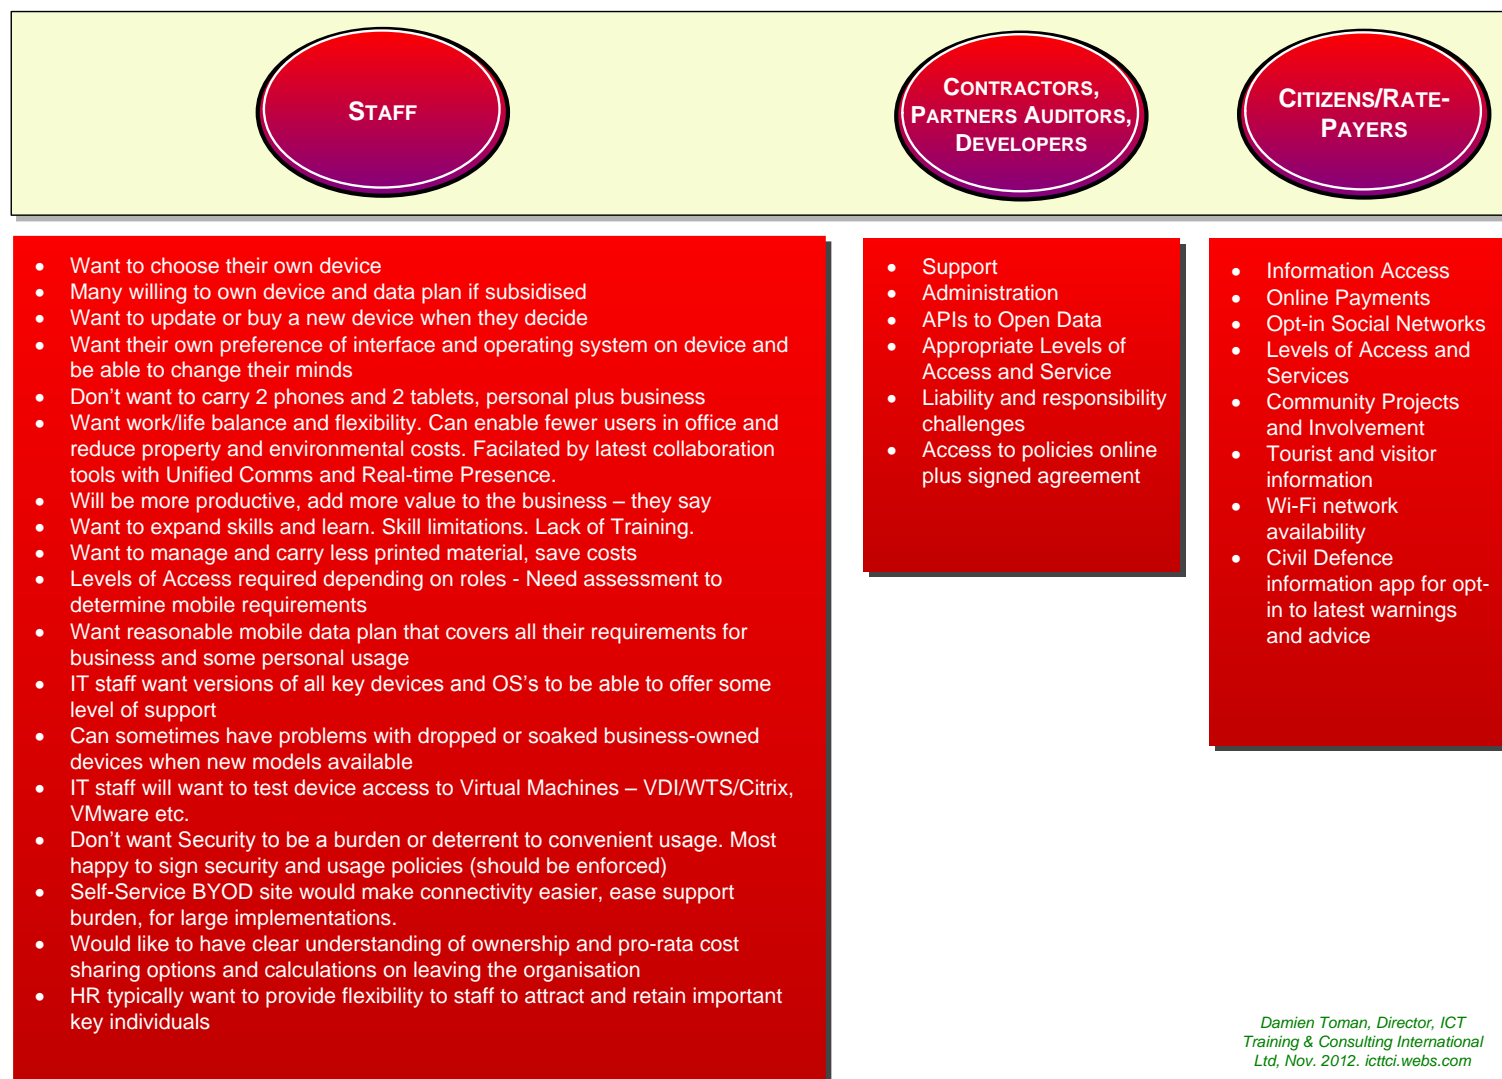 STAFF
CONTRACTORS,
PARTNERS AUDITORS,
DEVELOPERS
CITIZENS/RATE-
PAYERS
• Want to choose their own device
• Many willing to own device and data plan if subsidised
• Want to update or buy a new device when they decide
• Want their own preference of interface and operating system on device and
be able to change their minds
• Don’t want to carry 2 phones and 2 tablets, personal plus business
• Want work/life balance and flexibility. Can enable fewer users in office and
reduce property and environmental costs. Facilated by latest collaboration
tools with Unified Comms and Real-time Presence.
• Will be more productive, add more value to the business – they say
• Want to expand skills and learn. Skill limitations. Lack of Training.
• Want to manage and carry less printed material, save costs
• Levels of Access required depending on roles - Need assessment to
determine mobile requirements
• Want reasonable mobile data plan that covers all their requirements for
business and some personal usage
• IT staff want versions of all key devices and OS’s to be able to offer some
level of support
• Can sometimes have problems with dropped or soaked business-owned
devices when new models available
• IT staff will want to test device access to Virtual Machines – VDI/WTS/Citrix,
VMware etc.
• Don’t want Security to be a burden or deterrent to convenient usage. Most
happy to sign security and usage policies (should be enforced)
• Self-Service BYOD site would make connectivity easier, ease support
burden, for large implementations.
• Would like to have clear understanding of ownership and pro-rata cost
sharing options and calculations on leaving the organisation
• HR typically want to provide flexibility to staff to attract and retain important
key individuals
• Support
• Administration
• APIs to Open Data
• Appropriate Levels of
Access and Service
• Liability and responsibility
challenges
• Access to policies online
plus signed agreement
• Information Access
• Online Payments
• Opt-in Social Networks
• Levels of Access and
Services
• Community Projects
and Involvement
• Tourist and visitor
information
• Wi-Fi network
availability
• Civil Defence
information app for opt-
in to latest warnings
and advice
Damien Toman, Director, ICT
Training & Consulting International
Ltd, Nov. 2012. icttci.webs.com